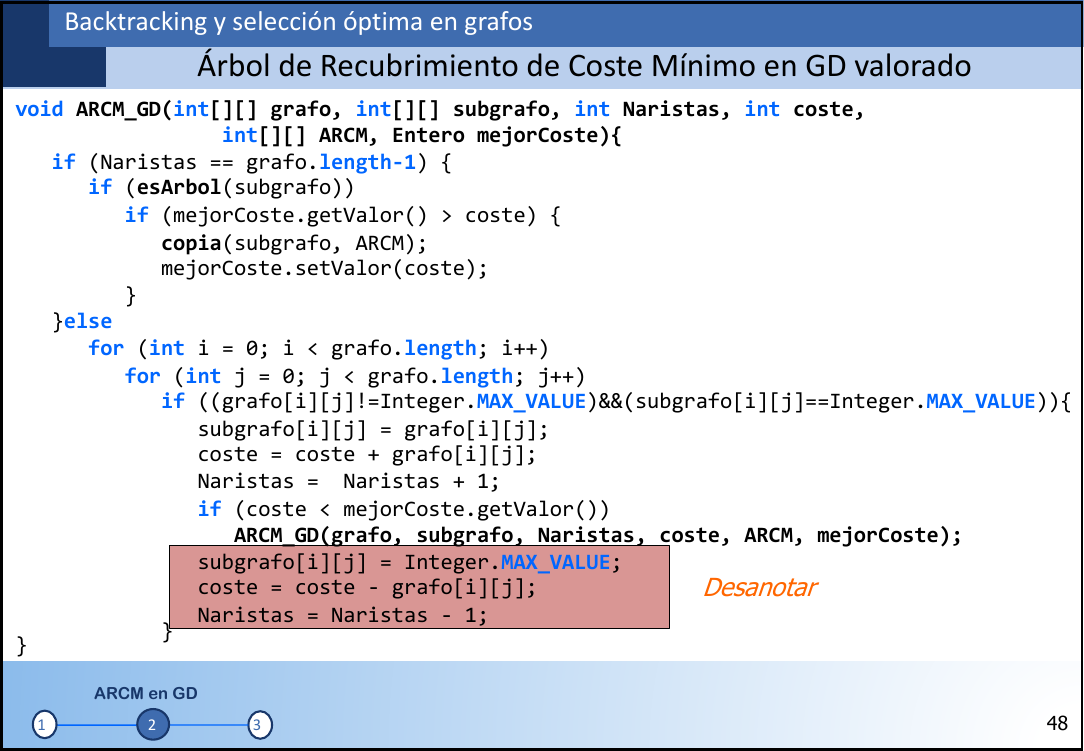 Backtracking y selección óptima en grafos
Árbol de Recubrimiento de Coste Mínimo en GD valorado
void ARCM_GD(int[][] grafo, int[][] subgrafo, int Naristas, int coste,
int[][] ARCM, Entero mejorCoste){
if (Naristas == grafo.length-1) {
if (esArbol(subgrafo))
if (mejorCoste.getValor() > coste) {
copia(subgrafo, ARCM);
mejorCoste.setValor(coste);
}
}else
for (int i = 0; i < grafo.length; i++)
for (int j = 0; j < grafo.length; j++)
if ((grafo[i][j]!=Integer.MAX_VALUE)&&(subgrafo[i][j]==Integer.MAX_VALUE)){
subgrafo[i][j] = grafo[i][j];
coste = coste + grafo[i][j];
Naristas =  Naristas + 1;
if (coste < mejorCoste.getValor())
ARCM_GD(grafo, subgrafo, Naristas, coste, ARCM, mejorCoste);
subgrafo[i][j] = Integer.MAX_VALUE;
coste = coste - grafo[i][j];
Desanotar
Naristas = Naristas - 1;
}
}
ARCM en GD
1 2 3
48